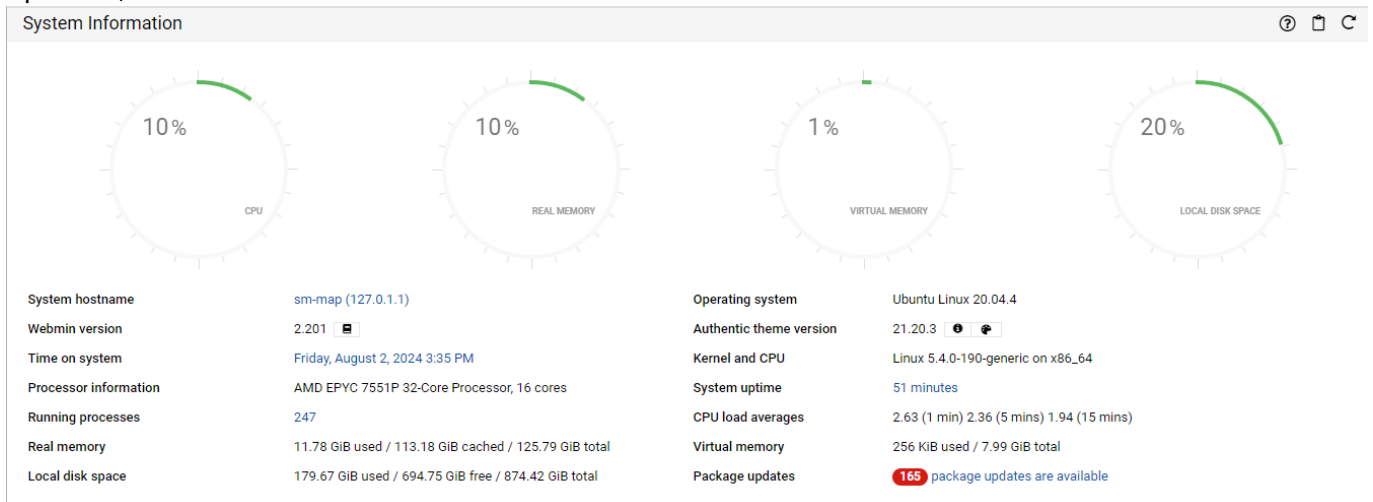 System Information
10%
CPU
10%
REAL MEMORY
1%
VIRTUAL MEMORY
20%
LOCAL DISK SPACE
System hostname sm-map (127.0.1.1) Operating system Ubuntu Linux 20.04.4
Webmin version 2.201 Authentic theme version 21.20.3
Time on system Friday, August 2, 2024 3:35 PM Kernel and CPU Linux 5.4.0-190-generic on x86_64
Processor information AMD EPYC 7551P 32-Core Processor, 16 cores System uptime 51 minutes
Running processes 247 CPU load averages 2.63 (1 min) 2.36 (5 mins) 1.94 (15 mins)
Real memory 11.78 GiB used / 113.18 GiB cached / 125.79 GiB total Virtual memory 256 KiB used / 7.99 GiB total
Local disk space 179.67 GiB used / 694.75 GiB free / 874.42 GiB total Package updates 165 package updates are available